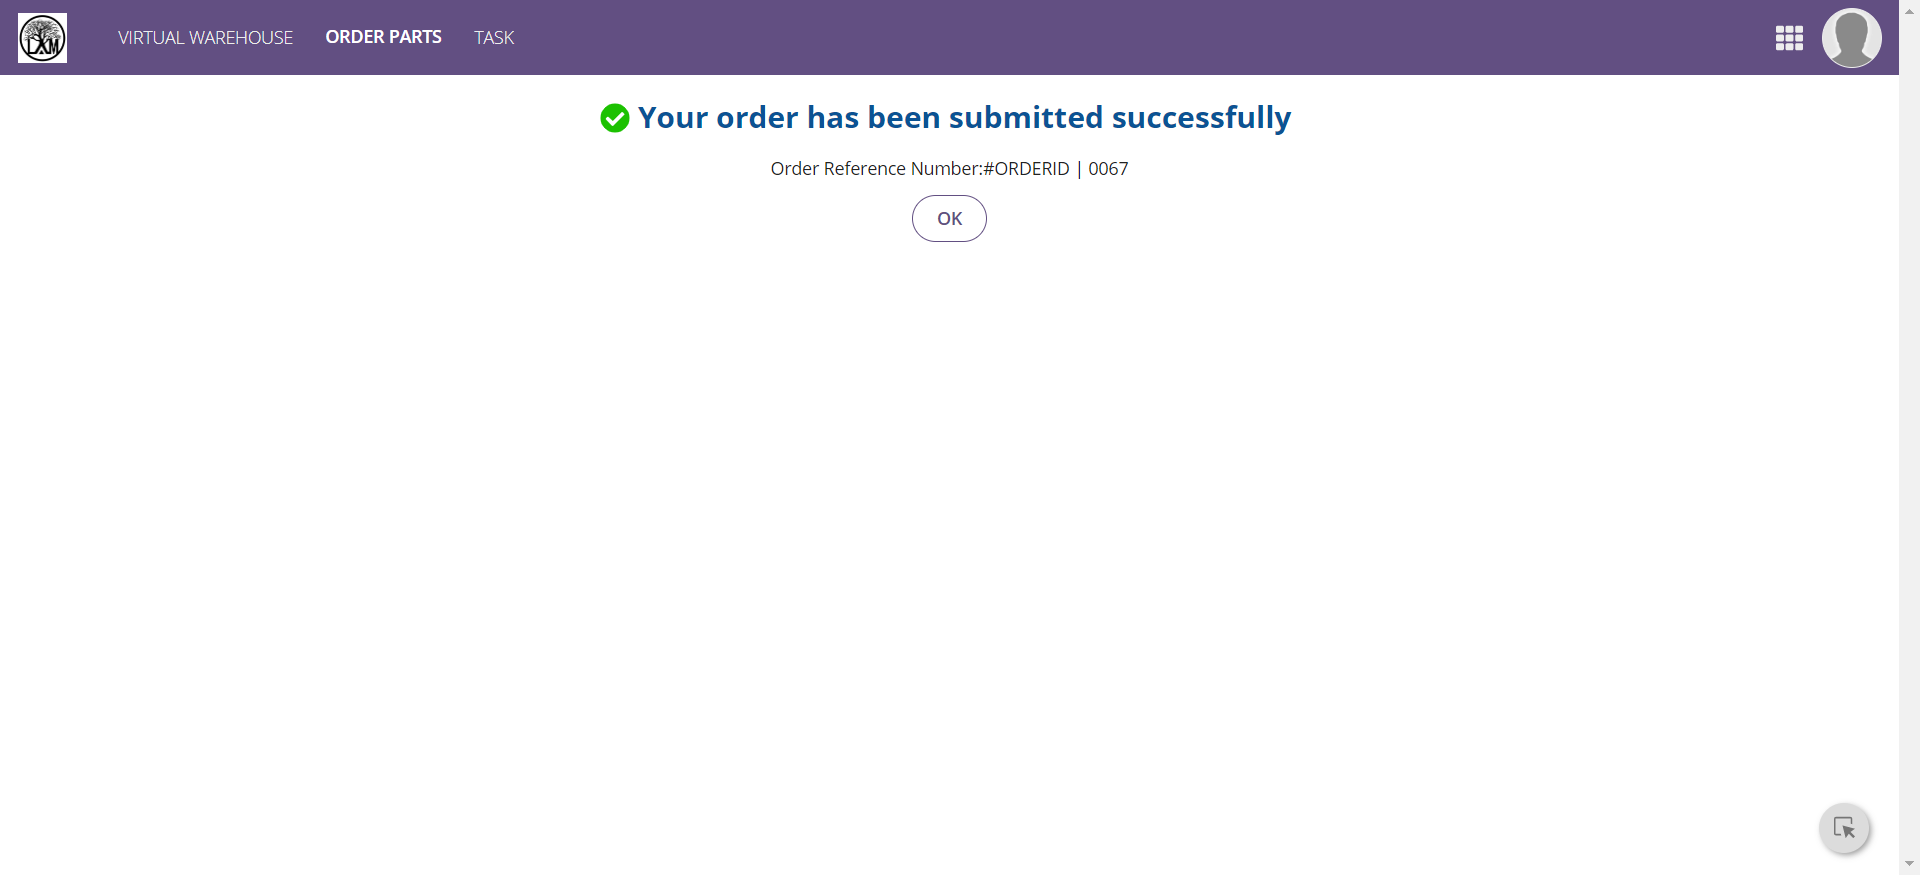 LXM
VIRTUAL WAREHOUSE
ORDER PARTS
TASK
Your order has been submitted successfully
Order Reference Number:#ORDERID | 0067
OK